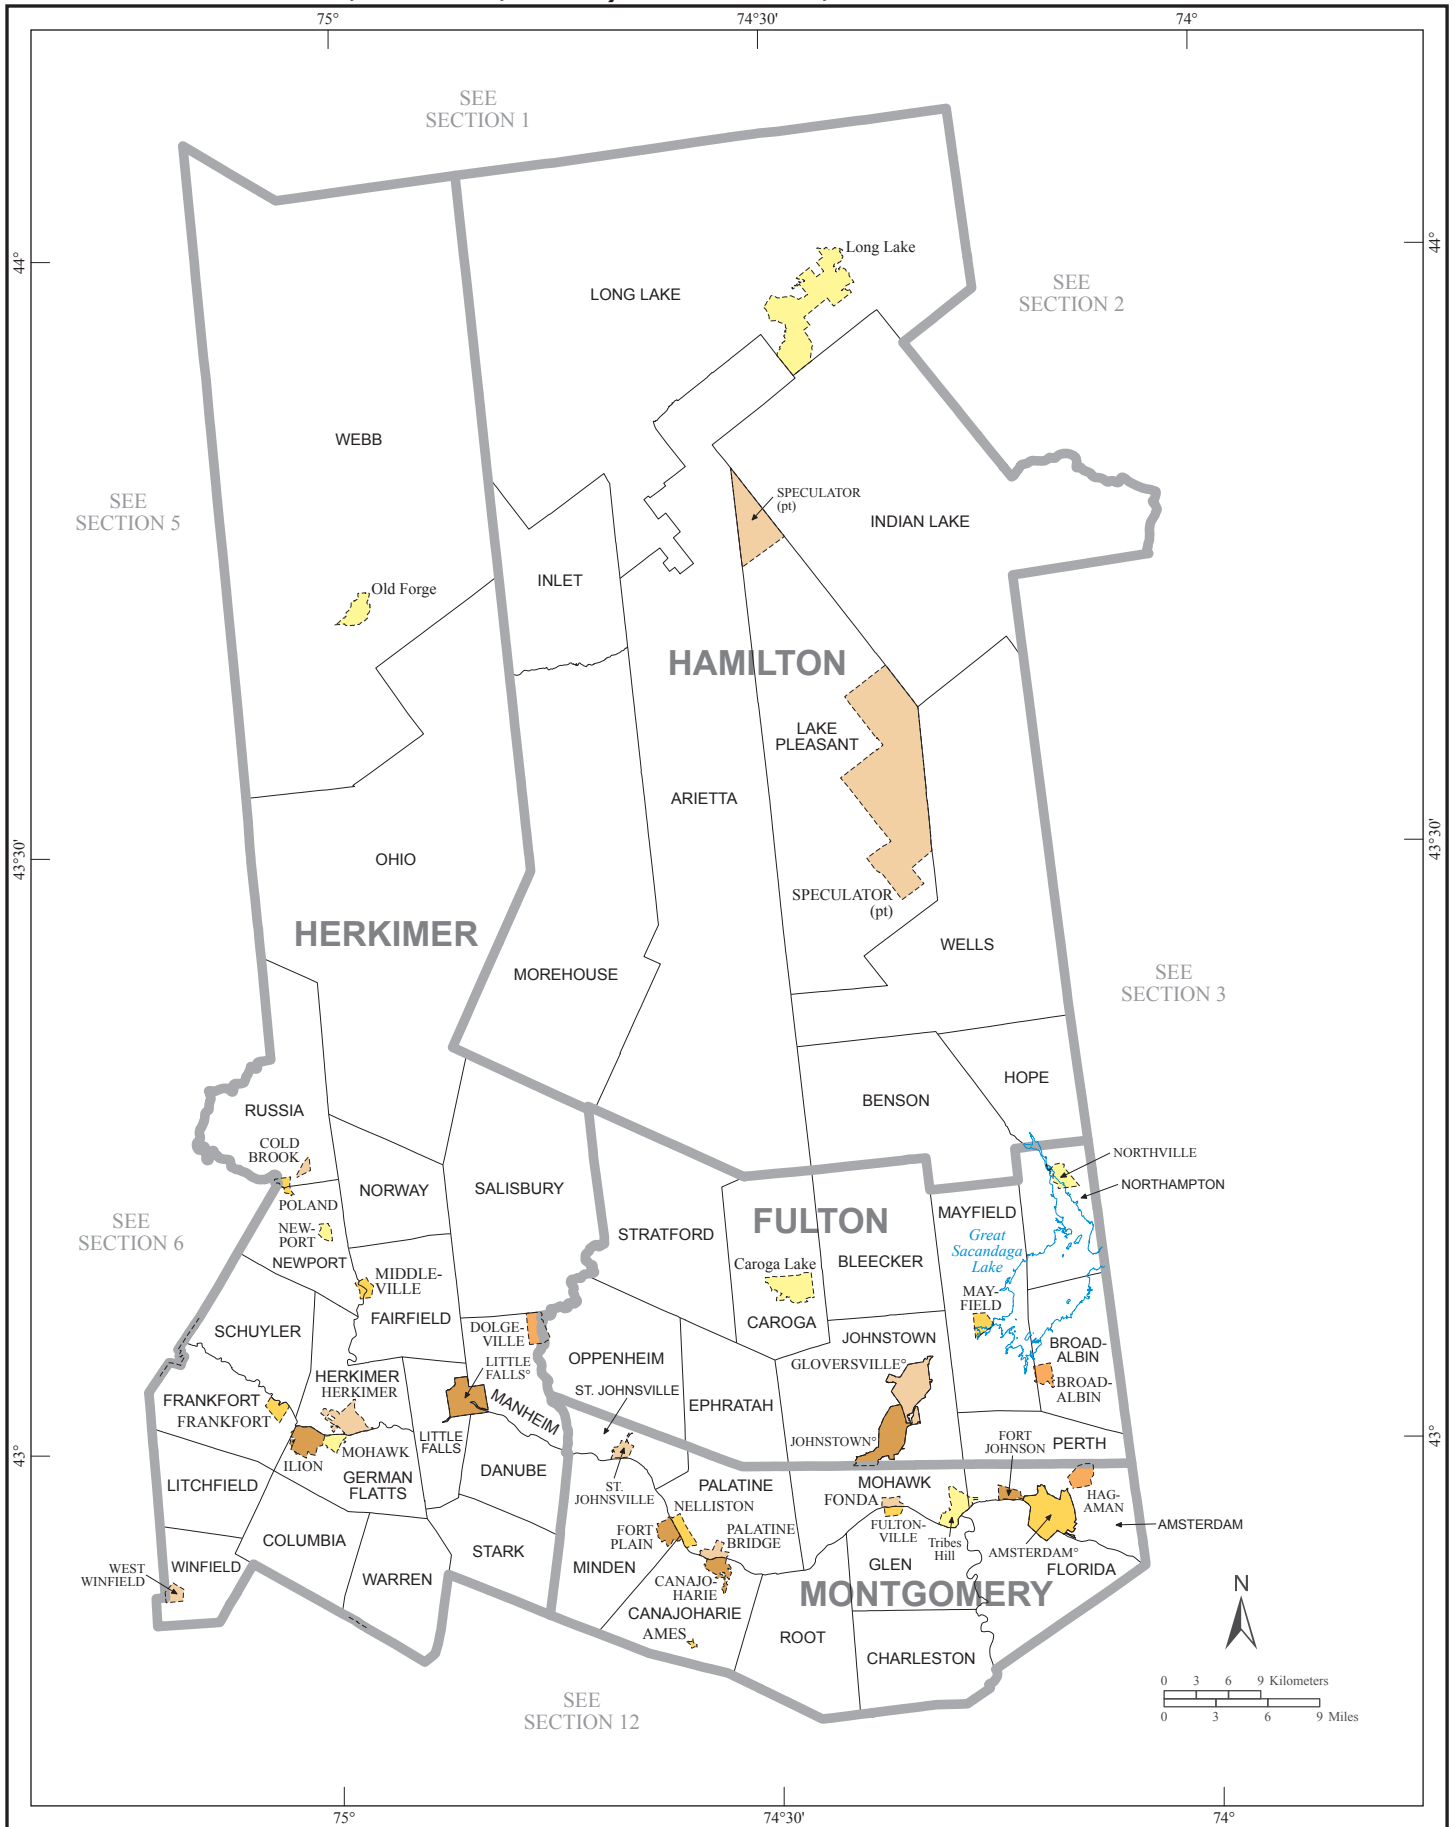 75°
74°30'
74°
SEE
SECTION 1
44°
44°
Long Lake
LONG LAKE
SEE
SECTION 2
WEBB
SEE
SECTION 5
SPECULATOR
(pt)
INDIAN LAKE
INLET
Old Forge
HAMILTON
LAKE
PLEASANT
ARIETTA
43°30'
43°30'
OHIO
SPECULATOR
(pt)
HERKIMER
WELLS
MOREHOUSE
SEE
SECTION 3
HOPE
BENSON
RUSSIA
COLD
BROOK
NORTHVILLE
NORTHAMPTON
NORWAY
SALISBURY
POLAND
MAYFIELD
FULTON
SEE
SECTION 6
NEW-
PORT
STRATFORD
Great
Sacandaga
Lake
NEWPORT
BLEECKER
Caroga Lake
MIDDLE-
VILLE
MAY-
FIELD
FAIRFIELD
CAROGA
SCHUYLER
DOLGE-
VILLE
JOHNSTOWN
BROAD-
ALBIN
OPPENHEIM
GLOVERSVILLE°
LITTLE
FALLS°
HERKIMER
HERKIMER
BROAD-
ALBIN
ST. JOHNSVILLE
FRANKFORT
FRANKFORT
MANHEIM
EPHRATAH
LITTLE
FALLS
JOHNSTOWN°
FORT
JOHNSON
PERTH
43°
43°
MOHAWK
ILION
DANUBE
GERMAN
FLATTS
LITCHFIELD
ST.
JOHNSVILLE
PALATINE
MOHAWK
FONDA
HAG-
AMAN
NELLISTON
FORT
PLAIN
FULTON-
VILLE
AMSTERDAM
PALATINE
BRIDGE
Tribes
Hill
COLUMBIA
STARK
AMSTERDAM°
WINFIELD
WEST
WINFIELD
MINDEN
GLEN
FLORIDA
WARREN
CANAJO-
HARIE
MONTGOMERY
N
CANAJOHARIE
AMES
ROOT
CHARLESTON
0 3 6 9 Kilometers
0 3 6 9 Miles
SEE
SECTION 12
75°
74°30'
74°